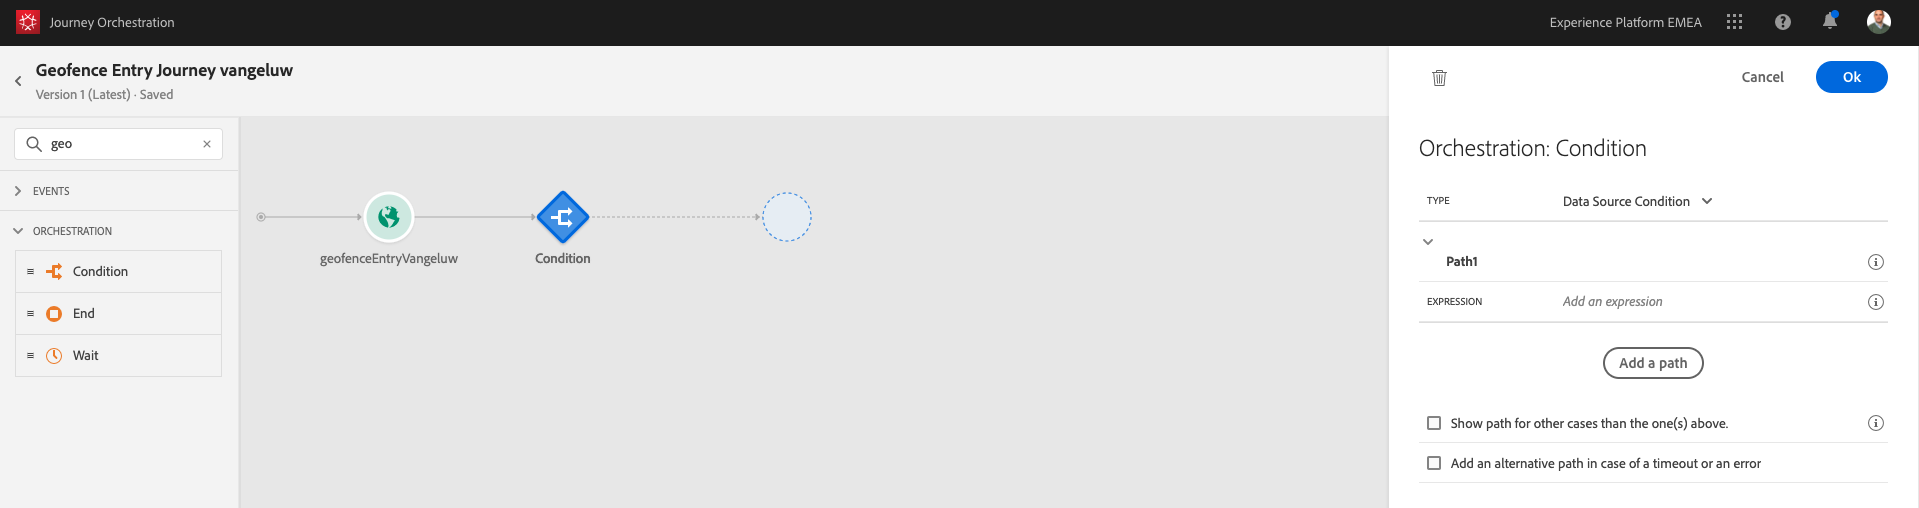 Journey Orchestration
Experience Platform EMEA
Geofence Entry Journey vangeluw
Version 1 (Latest) · Saved
geo
EVENTS
ORCHESTRATION
Condition
End
Wait
geofenceEntryVangeluw
Condition
Cancel
Ok
Orchestration: Condition
TYPE
Data Source Condition
Path1
EXPRESSION
Add an expression
Add a path
Show path for other cases than the one(s) above.
Add an alternative path in case of a timeout or an error